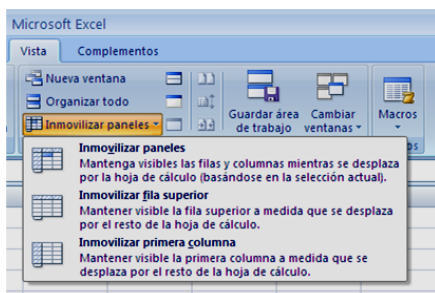 Microsoft Excel
Vista Complementos
Nueva ventana
Organizar todo
Inmovilizar paneles
Guardar área de trabajo
Cambiar ventanas
Macros
Inmovilizar paneles
Mantenga visibles las filas y columnas mientras se desplaza
por la hoja de cálculo (basándose en la selección actual).
Inmovilizar fila superior
Mantener visible la fila superior a medida que se desplaza
por el resto de la hoja de cálculo.
Inmovilizar primera columna
Mantener visible la primera columna a medida que se
desplaza por el resto de la hoja de cálculo.